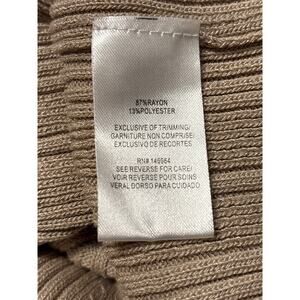 87%RAYON
13%POLYESTER
EXCLUSIVE OF TRIMMING/
GARNITURE NON COMPRISE/
EXCLUSIVO DE RECORTES
RN# 146964
SEE REVERSE FOR CARE/
VOIR REVERSE POUR SOINS/
VERAL DORSO PARA CUIDADO